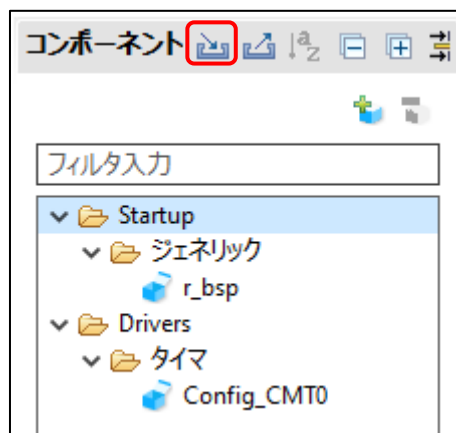 コンポーネント
a
z
フィルタ入力
Startup
ジェネリック
r_bsp
Drivers
タイマ
Config_CMT0